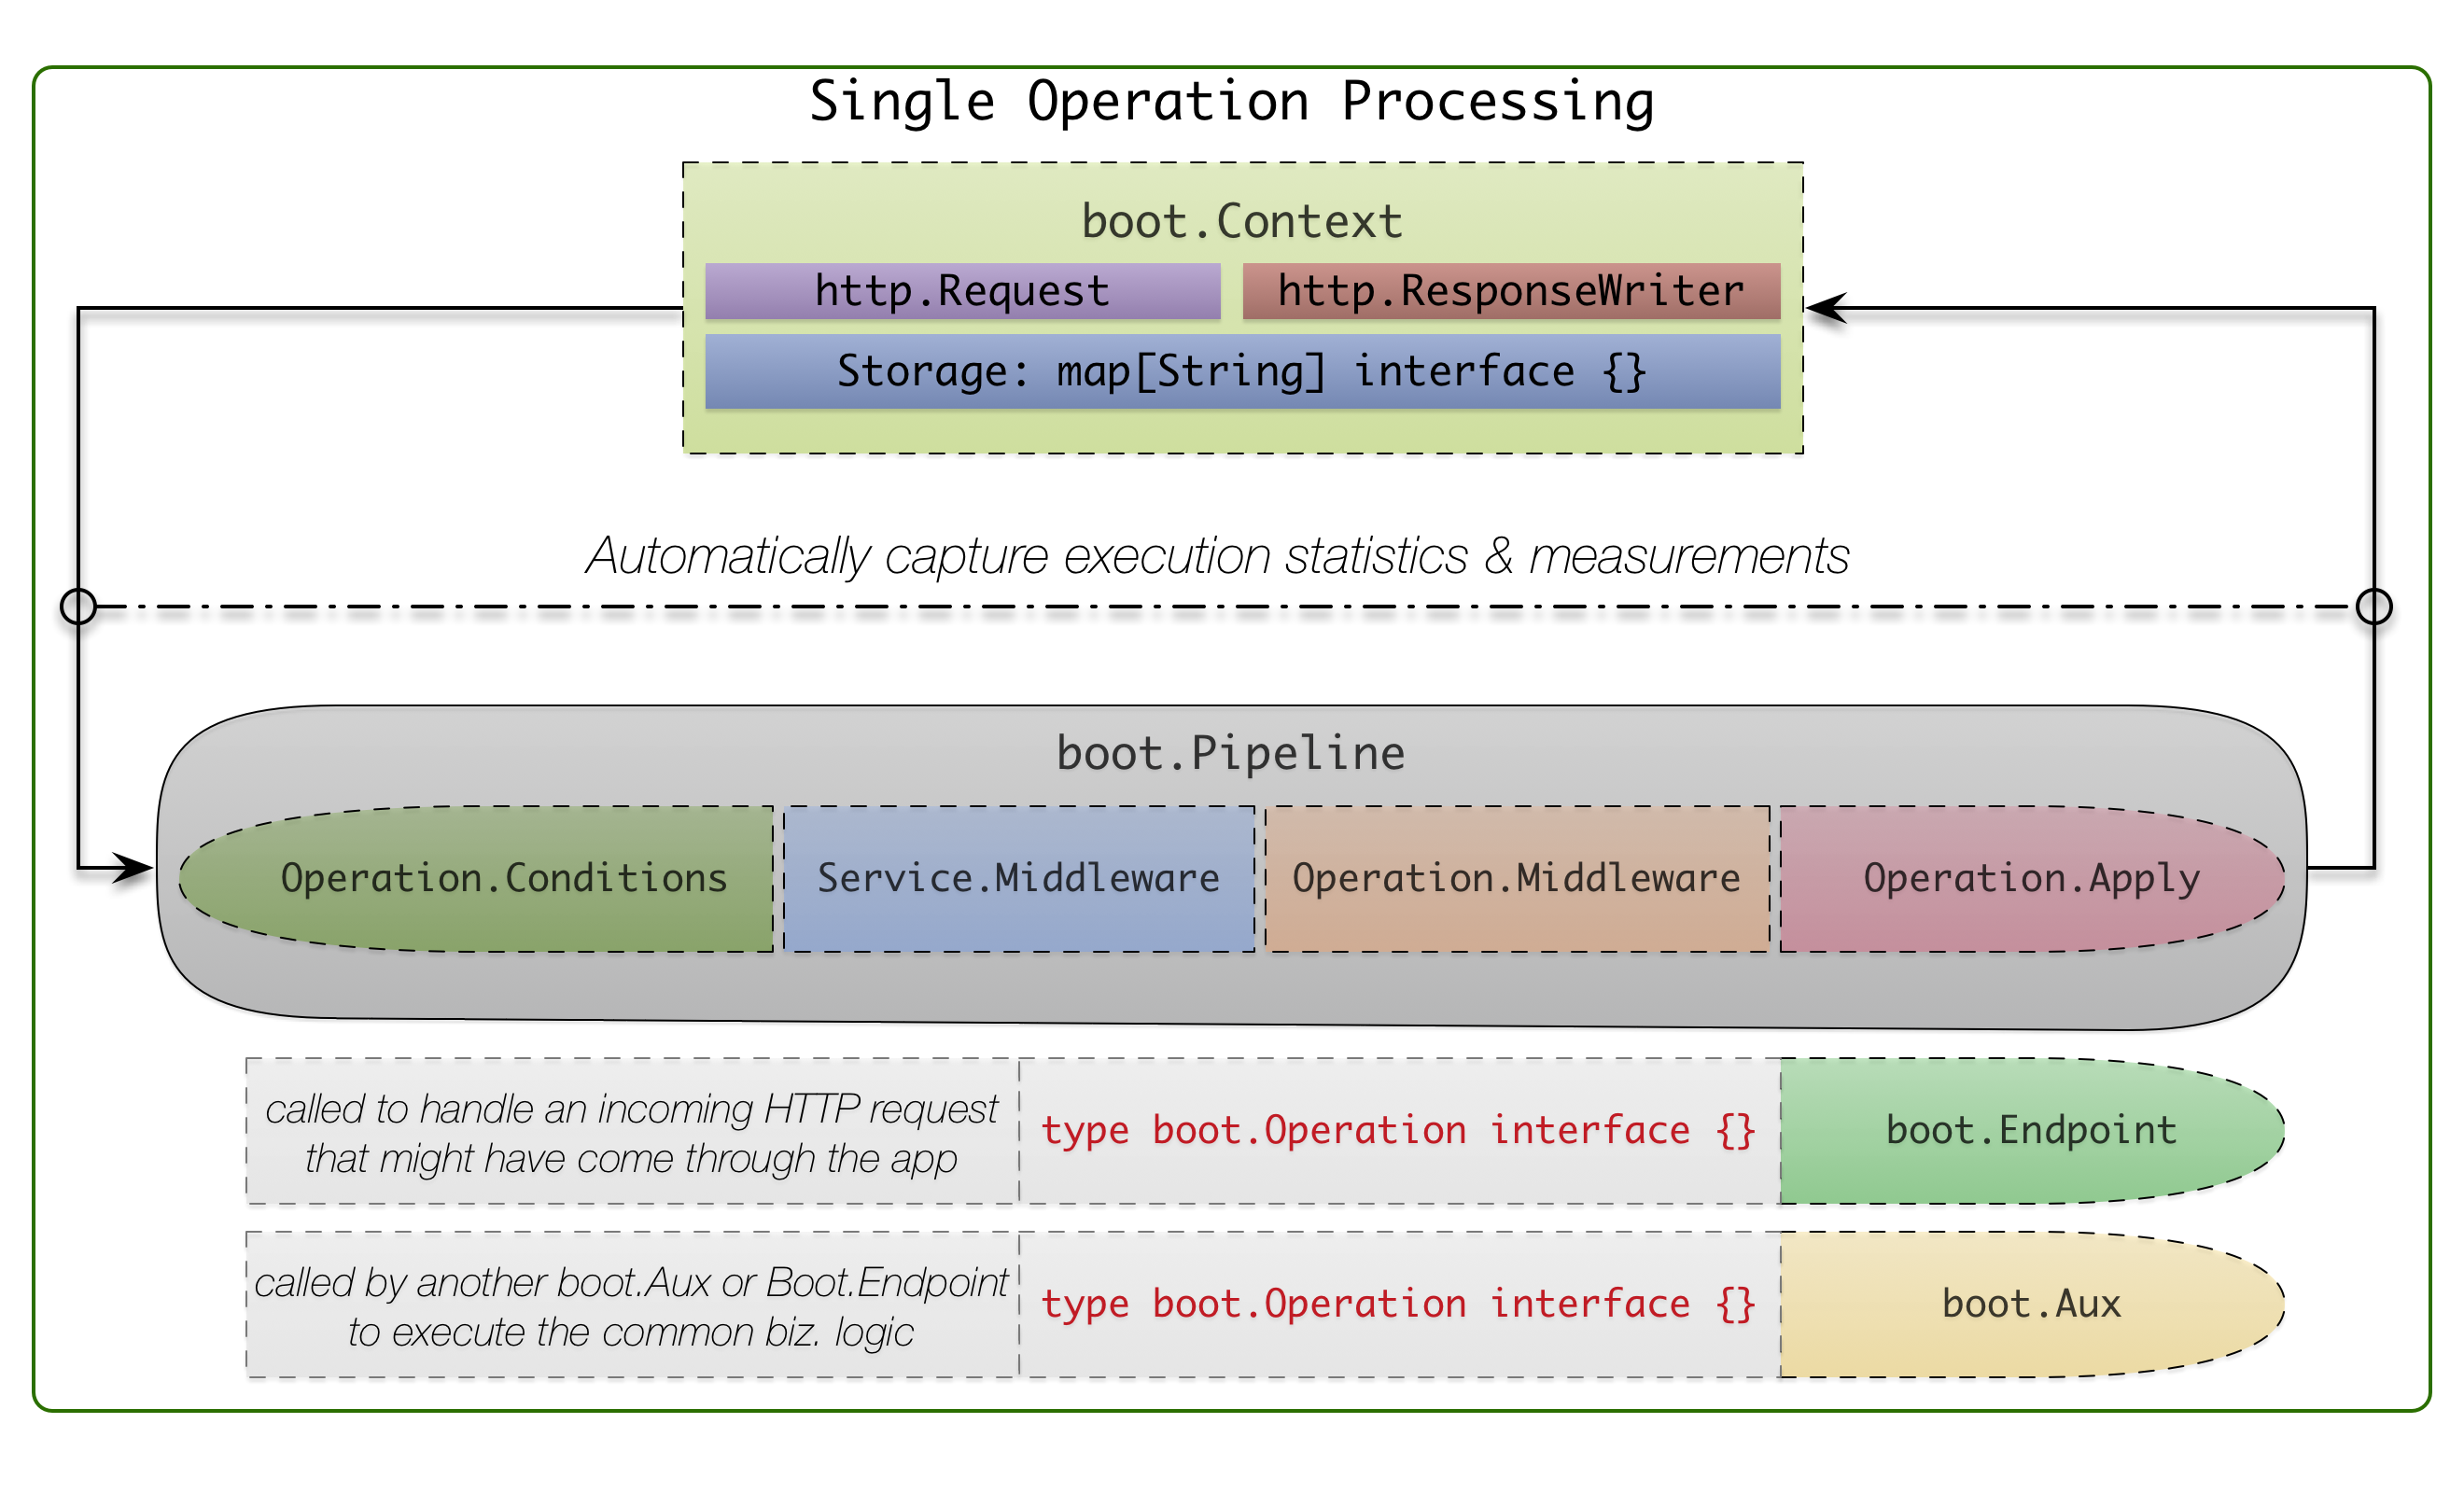 Single Operation Processing
boot.Context
http.Request
http.ResponseWriter
Storage: map[String] interface {}
Automatically capture execution statistics & measurements
boot.Pipeline
Operation.Conditions
Service.Middleware
Operation.Middleware
Operation.Apply
called to handle an incoming HTTP request
that might have come through the app
type boot.Operation interface {}
boot.Endpoint
called by another boot.Aux or Boot.Endpoint
to execute the common biz. logic
type boot.Operation interface {}
boot.Aux